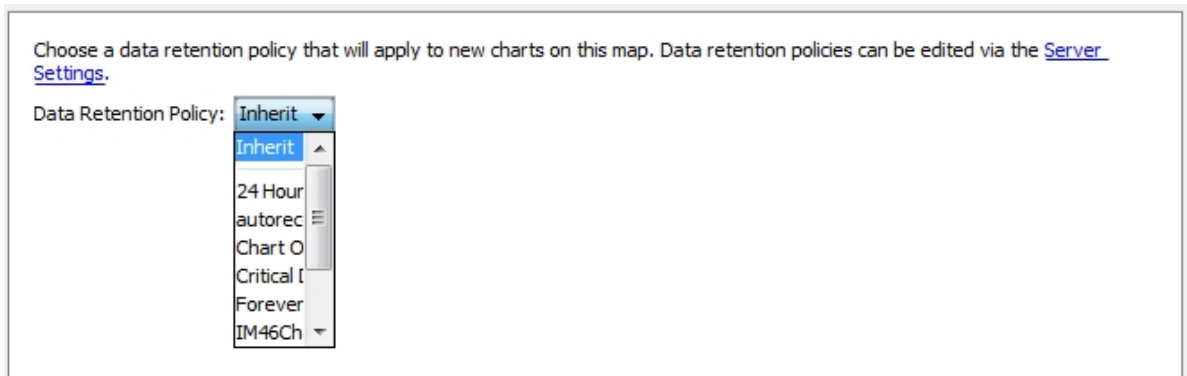 Choose a data retention policy that will apply to new charts on this map. Data retention policies can be edited via the Server
Settings.
Data Retention Policy: Inherit
Inherit
24 Hour
autorec
Chart O
Critical
Forever
IM46Ch